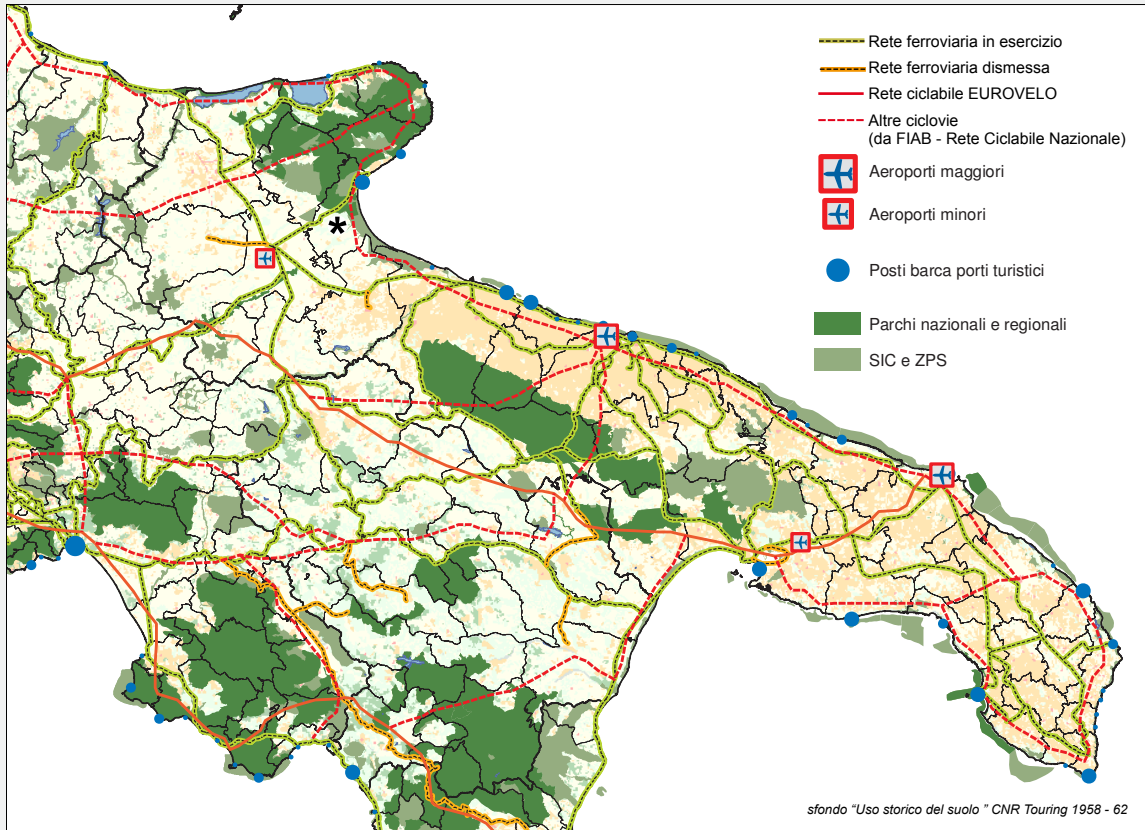 Rete ferroviaria in esercizio
Rete ferroviaria dismessa
Rete ciclabile EUROVELO
Altre ciclovie
(da FIAB - Rete Ciclabile Nazionale)
Aeroporti maggiori
Aeroporti minori
*
Posti barca porti turistici
Parchi nazionali e regionali
SIC e ZPS
sfondo "Uso storico del suolo " CNR Touring 1958 - 62